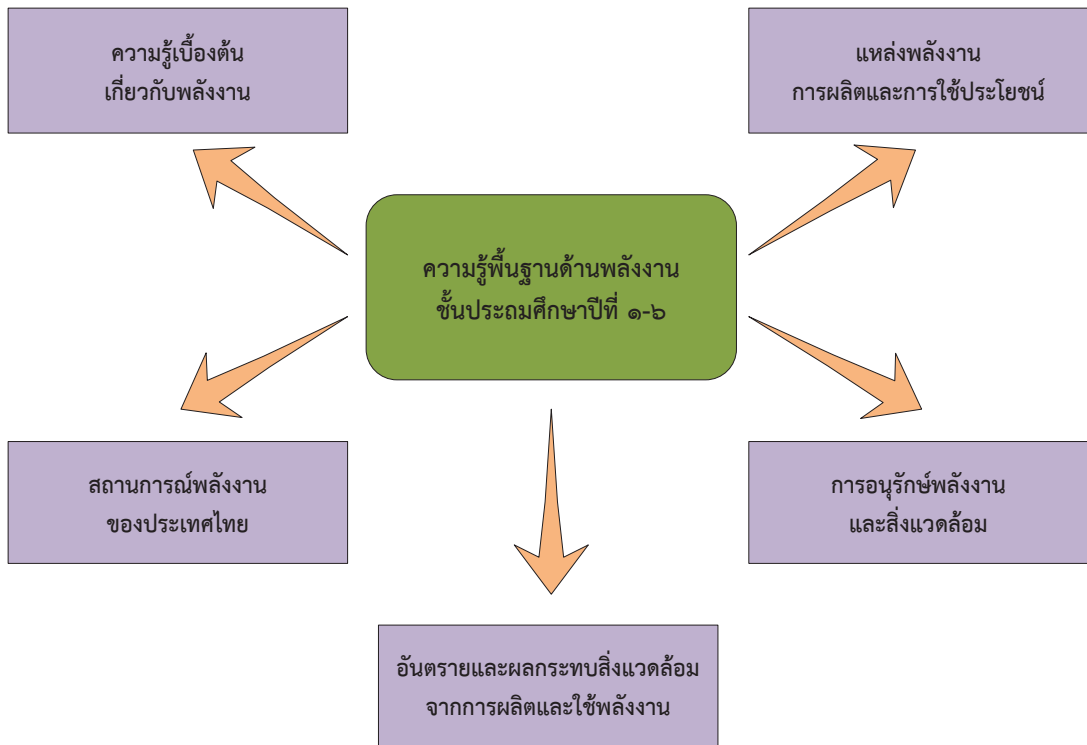 ความรู้เบื้องต้น
เกี่ยวกับพลังงาน
แหล่งพลังงาน
การผลิตและการใช้ประโยชน์
ความรู้พื้นฐานด้านพลังงาน
ชั้นประถมศึกษาปีที่ ๑-๖
สถานการณ์พลังงาน
ของประเทศไทย
การอนุรักษ์พลังงาน
และสิ่งแวดล้อม
อันตรายและผลกระทบสิ่งแวดล้อม
จากการผลิตและใช้พลังงาน